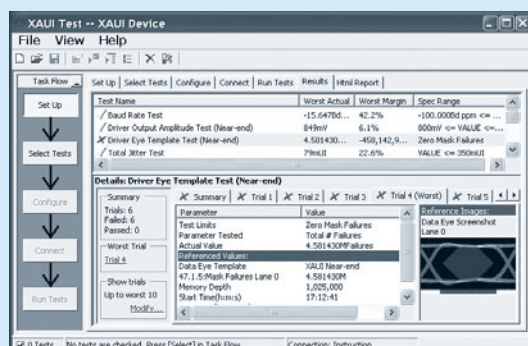 XAUI Test -- XAUI Device
File View Help
Task Flow
Set Up
Select Tests
Configure
Connect
Run Tests
Set Up Select Tests Configure Connect Run Tests Results Html Report
Test Name Worst Actual Worst Margin Spec Range
Baud Rate Test -15.6478d... 42.2% -100.000Bd ppm <= ...
Driver Output Amplitude Test (Near-end) 849mV 6.1% 800mV <= VALUE <=...
Driver Eye Template Test (Near-end) 4.581430... -458,142,9... Zero Mask Failures
Total Jitter Test 79mUI 22.6% VALUE <= 350mUI
Details: Driver Eye Template Test (Near-end)
Summary
Trials: 6
Failed: 6
Passed: 0
Worst Trial
Trial 4
Show trials
Up to worst 10
Modify...
Summary Trial 1 Trial 2 Trial 3 Trial 4 (Worst) Trial 5
Parameter Value
Test Limits Zero Mask Failures
Parameter Tested Total # Failures
Actual Value 4.581430MFailures
Referenced Values:
Data Eye Template XAUI Near-end
47.1.5:Mask Failures Lane 0 4.581430M
Memory Depth 1,025,000
Start Time(h:m:s) 17:12:41
Reference Images:
Data Eye Screenshot
Lane 0
0 Tests No tests are checked. Press [Select] in Task Flow Connection: Instruction